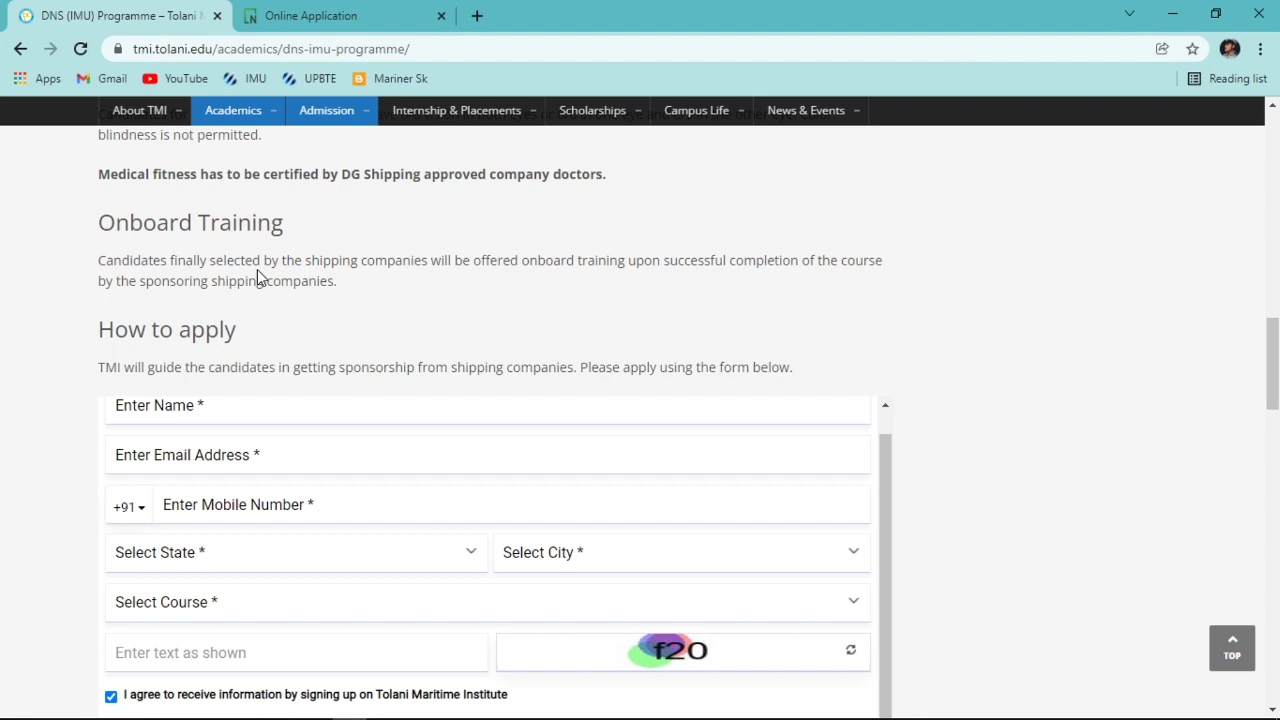 DNS (IMU) Programme – Tolani
Online Application
tmi.tolani.edu/academics/dns-imu-programme/
Apps
Gmail
YouTube
IMU
UPBTE
Mariner Sk
Reading list
About TMI
Academics
Admission
Internship & Placements
Scholarships
Campus Life
News & Events
blindness is not permitted.
Medical fitness has to be certified by DG Shipping approved company doctors.
Onboard Training
Candidates finally selected by the shipping companies will be offered onboard training upon successful completion of the course
by the sponsoring shipping companies.
How to apply
TMI will guide the candidates in getting sponsorship from shipping companies. Please apply using the form below.
Enter Name *
Enter Email Address *
+91 Enter Mobile Number *
Select State *
Select City *
Select Course *
Enter text as shown
f20
TOP
I agree to receive information by signing up on Tolani Maritime Institute